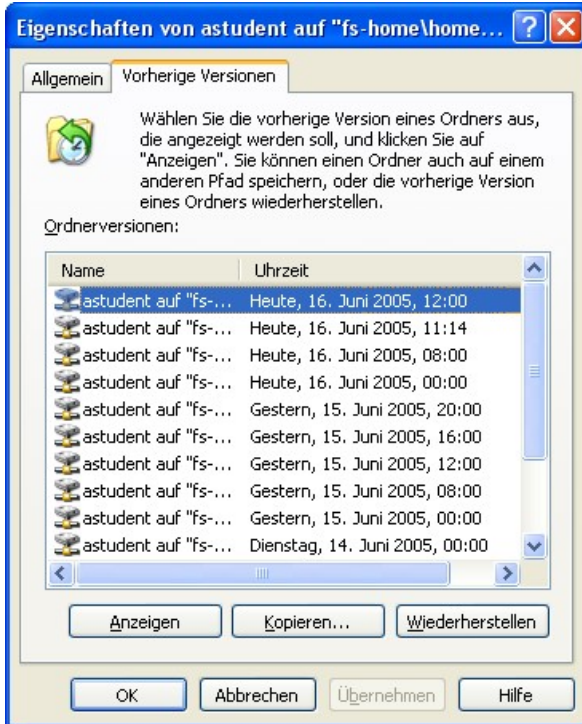 Eigenschaften von astudent auf "fs-home\home...
Allgemein
Vorherige Versionen
Wählen Sie die vorherige Version eines Ordners aus,
die angezeigt werden soll, und klicken Sie auf
"Anzeigen". Sie können einen Ordner auch auf einem
anderen Pfad speichern, oder die vorherige Version
eines Ordners wiederherstellen.
Ordnerversionen:
Name Uhrzeit
astudent auf "fs-... Heute, 16. Juni 2005, 12:00
astudent auf "fs-... Heute, 16. Juni 2005, 11:14
astudent auf "fs-... Heute, 16. Juni 2005, 08:00
astudent auf "fs-... Heute, 16. Juni 2005, 00:00
astudent auf "fs-... Gestern, 15. Juni 2005, 20:00
astudent auf "fs-... Gestern, 15. Juni 2005, 16:00
astudent auf "fs-... Gestern, 15. Juni 2005, 12:00
astudent auf "fs-... Gestern, 15. Juni 2005, 08:00
astudent auf "fs-... Gestern, 15. Juni 2005, 00:00
astudent auf "fs-... Dienstag, 14. Juni 2005, 00:00
Anzeigen Kopieren... Wiederherstellen
OK Abbrechen Übernehmen Hilfe